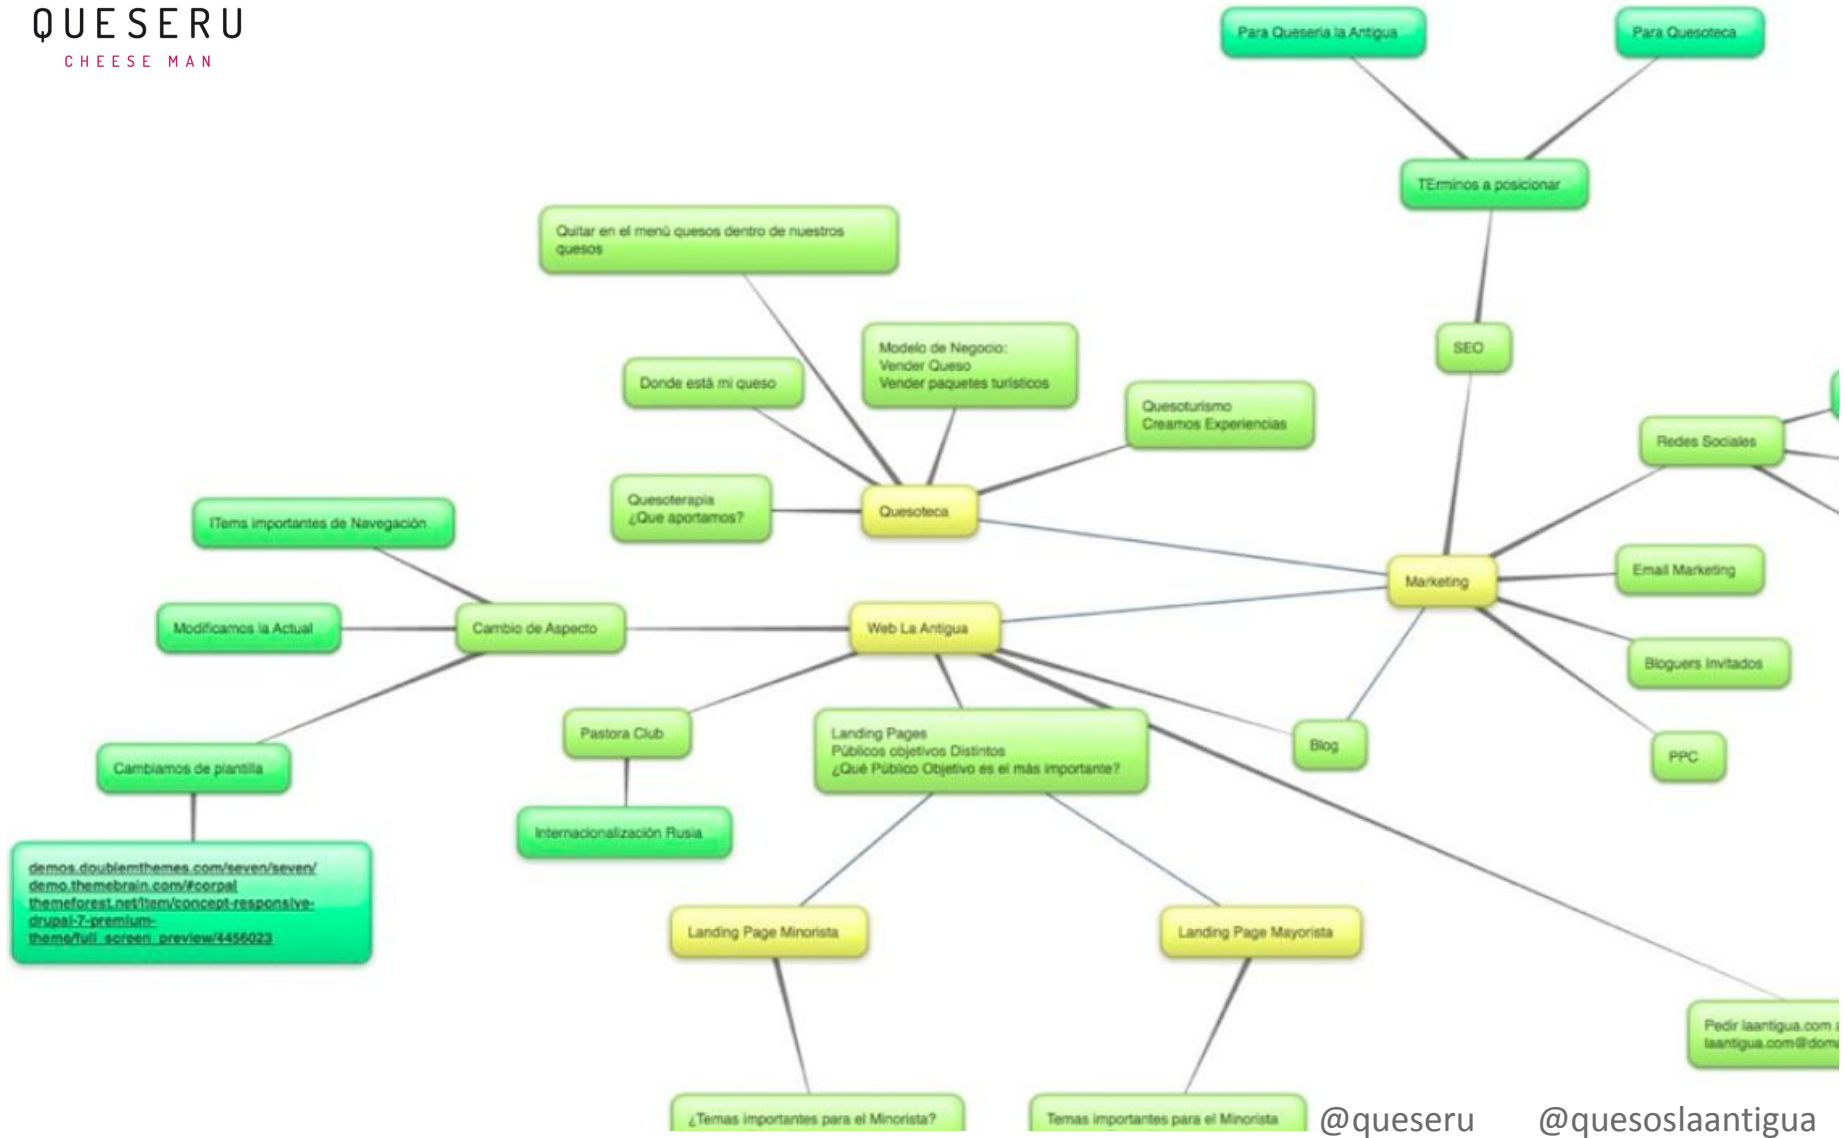 QUESERU
CHEESE MAN
Para Queseria la Antigua
Para Quesoteca
TErminos a posicionar
Quitar en el menú quesos dentro de nuestros
quesos
SEO
Modelo de Negocio:
Vender Queso
Vender paquetes turísticos
Donde está mi queso
Quesoturismo
Creamos Experiencias
Redes Sociales
Quesoterapia
¿Que aportamos?
Quesoteca
ITems importantes de Navegación
Marketing
Email Marketing
Modificamos la Actual
Cambio de Aspecto
Web La Antigua
Bloguers Invitados
Pastora Club
Landing Pages
Públicos objetivos Distintos
¿Qué Público Objetivo es el más importante?
Blog
PPC
Cambiamos de plantilla
Internacionalización Rusia
demos.doublemthemes.com/seven/seven/
demo.themebrain.com/#corpal
themeforest.net/item/concept-responsive-
drupal-7-premium-
theme/full_screen_preview/4456023
Landing Page Minorista
Landing Page Mayorista
Pedir laantigua.com
laantigua.com@dom
¿Temas importantes para el Minorista?
Temas importantes para el Minorista
@queseru
@quesoslaantigua